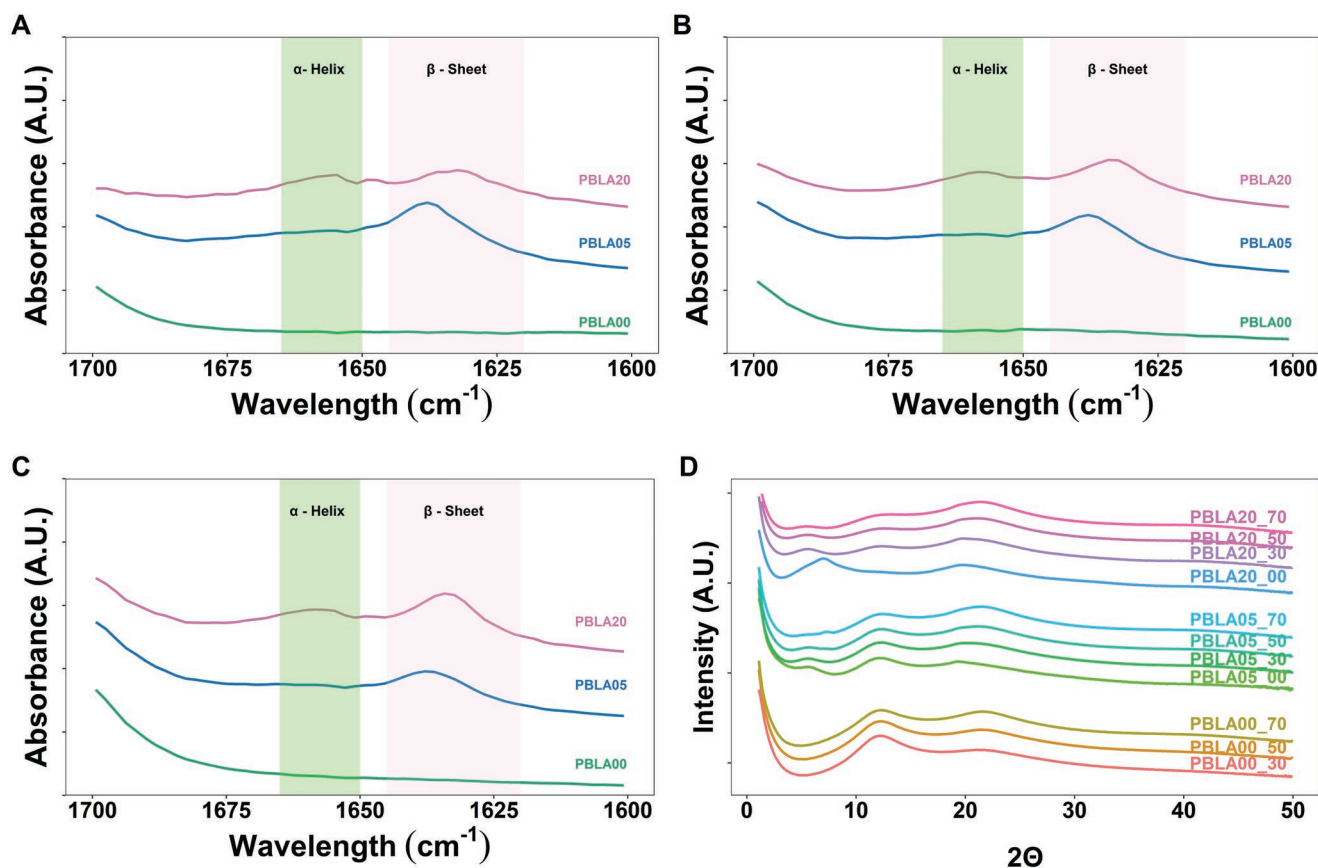 A
Absorbance (A.U.)
α- Helix
β - Sheet
PBLA20
PBLA05
PBLA00
1700
1675
1650
1625
1600
Wavelength (cm-1)
B
Absorbance (A.U.)
α - Helix
β - Sheet
PBLA20
PBLA05
PBLA00
1700
1675
1650
1625
1600
Wavelength (cm-1)
C
Absorbance (A.U.)
α - Helix
β - Sheet
PBLA20
PBLA05
PBLA00
1700
1675
1650
1625
1600
Wavelength (cm-1)
D
Intensity (A.U.)
PBLA20_70
PBLA20_50
PBLA20_30
PBLA20_00
PBLA05_70
PBLA05_50
PBLA05_30
PBLA05_00
PBLA00_70
PBLA00_50
PBLA00_30
0
10
20
30
40
50
2Θ